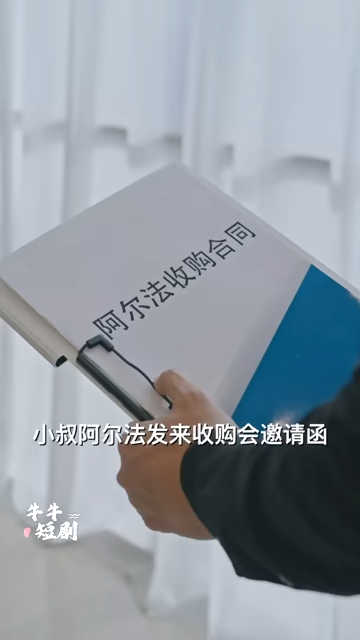 阿尔法收购合同
小叔阿尔法发来收购会邀请函
牛牛
短剧